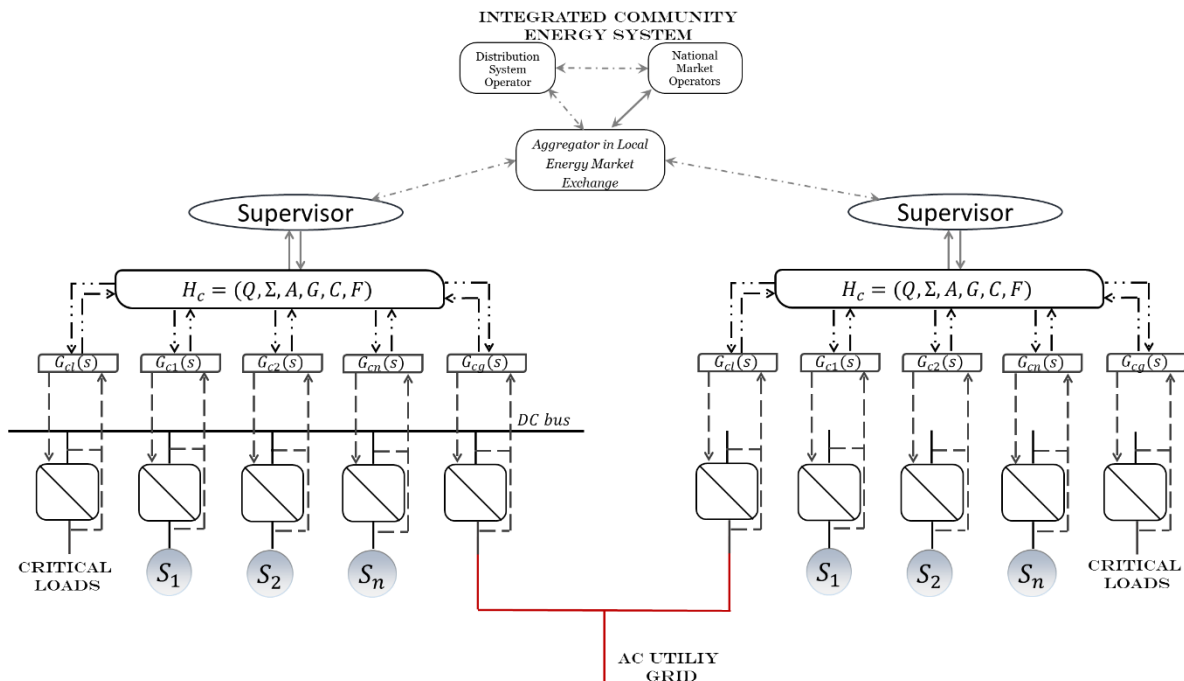 INTEGRATED COMMUNITY
ENERGY SYSTEM
Distribution
System
Operator
National
Market
Operators
Aggregator in Local
Energy Market
Exchange
Supervisor
Supervisor
H_c = (Q, Σ, A, G, C, F)
H_c = (Q, Σ, A, G, C, F)
G_cl(s) G_c1(s) G_c2(s) G_cn(s) G_cg(s)
G_cl(s) G_c1(s) G_c2(s) G_cn(s) G_cg(s)
DC bus
CRITICAL
LOADS
S_1 S_2 S_n
S_1 S_2 S_n
CRITICAL
LOADS
AC UTILIY
GRID